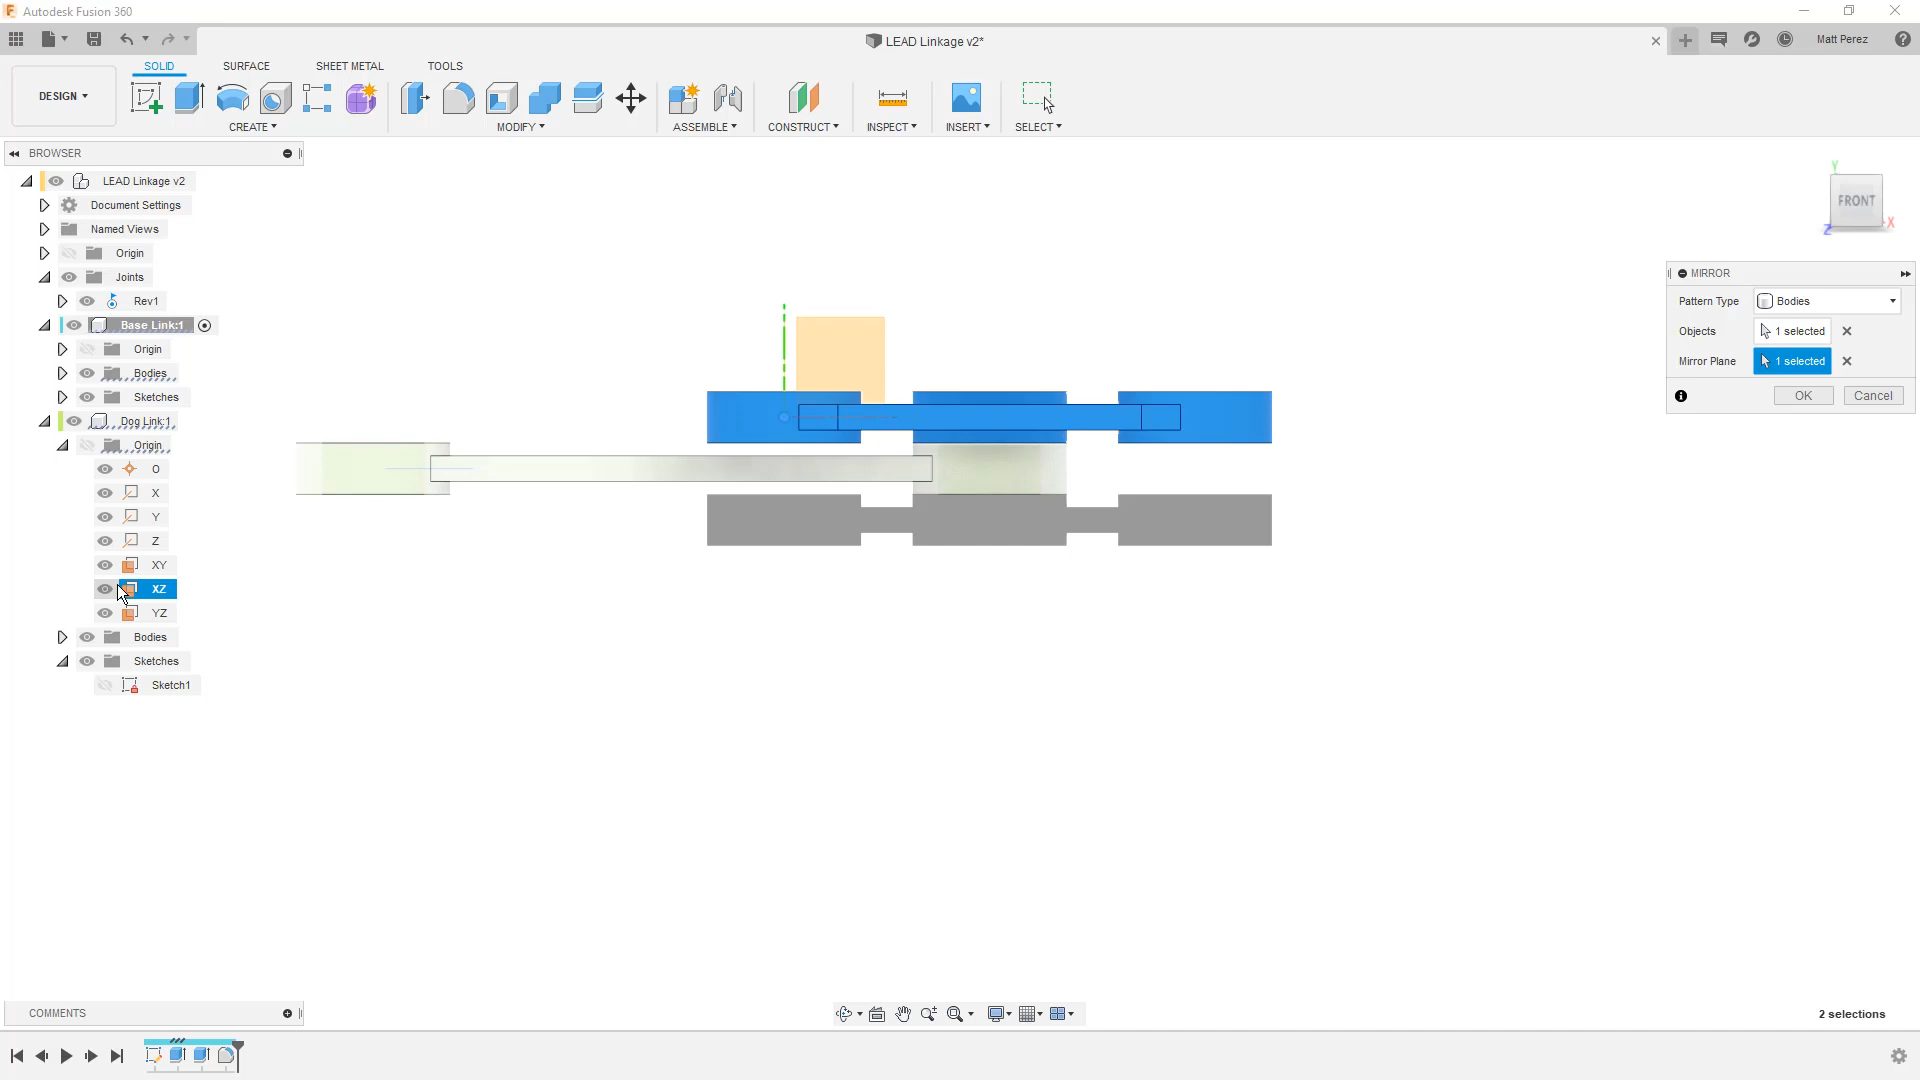 Autodesk Fusion 360
LEAD Linkage v2*
Matt Perez
DESIGN
SOLID
SURFACE
SHEET METAL
TOOLS
CREATE
MODIFY
ASSEMBLE
CONSTRUCT
INSPECT
INSERT
SELECT
BROWSER
LEAD Linkage v2
Document Settings
Named Views
Origin
Joints
Rev1
Base Link:1
Origin
Bodies
Sketches
Dog Link:1
Origin
O
X
Y
Z
XY
XZ
YZ
Bodies
Sketches
Sketch1
Y
FRONT
X
Z
MIRROR
Pattern Type Bodies
Objects 1 selected
Mirror Plane 1 selected
OK Cancel
COMMENTS
2 selections